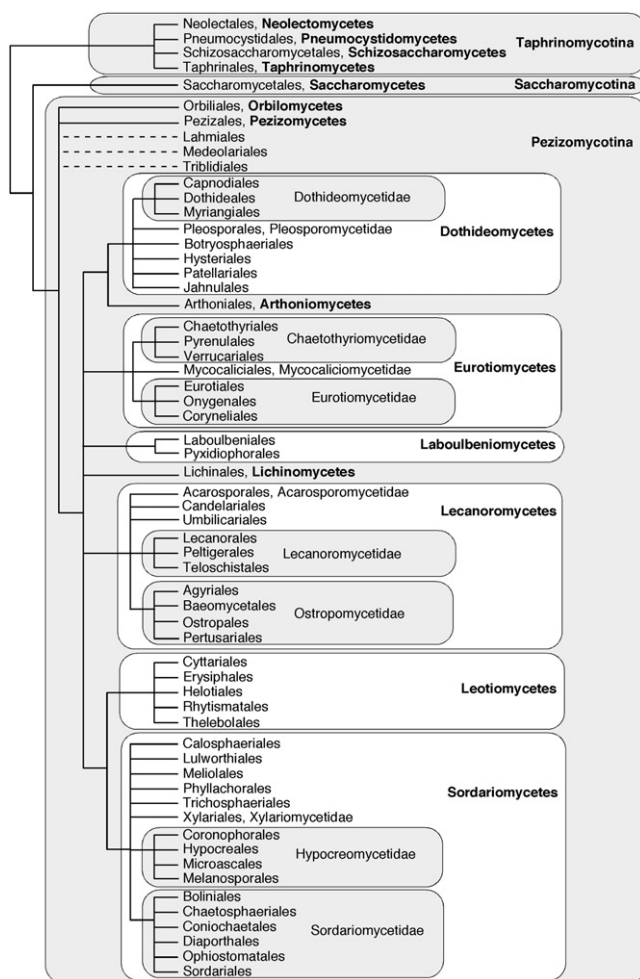 Neolectales, Neolectomycetes
Pneumocystidales, Pneumocystidomycetes
Schizosaccharomycetales, Schizosaccharomycetes
Taphrinales, Taphrinomycetes
Taphrinomycotina
Saccharomycetales, Saccharomycetes
Saccharomycotina
Orbiliales, Orbilomycetes
Pezizales, Pezizomycetes
Lahmiales
Medeolariales
Triblidiales
Pezizomycotina
Capnodiales
Dothideales
Myriangiales
Dothideomycetidae
Pleosporales, Pleosporomycetidae
Botryosphaeriales
Hysteriales
Patellariales
Jahnulales
Dothideomycetes
Arthoniales, Arthoniomycetes
Chaetothyriales
Pyrenulales
Verrucariales
Chaetothyriomycetidae
Mycocaliciales, Mycocaliciomycetidae
Eurotiomycetes
Eurotiales
Onygenales
Coryneliales
Eurotiomycetidae
Laboulbeniales
Pyxidiophorales
Laboulbeniomycetes
Lichinales, Lichinomycetes
Acarosporales, Acarosporomycetidae
Candelariales
Umbilicariales
Lecanoromycetes
Lecanorales
Peltigerales
Teloschistales
Lecanoromycetidae
Agyriales
Baeomycetales
Ostropales
Pertusariales
Ostropomycetidae
Cyttariales
Erysiphales
Helotiales
Rhytismatales
Thelebolales
Leotiomycetes
Calosphaeriales
Lulworthiales
Meliolales
Phyllachorales
Trichosphaeriales
Xylariales, Xylariomycetidae
Sordariomycetes
Coronophorales
Hypocreales
Microascales
Melanosporales
Hypocreomycetidae
Boliniales
Chaetosphaeriales
Coniochaetales
Diaporthales
Ophiostomatales
Sordariales
Sordariomycetidae